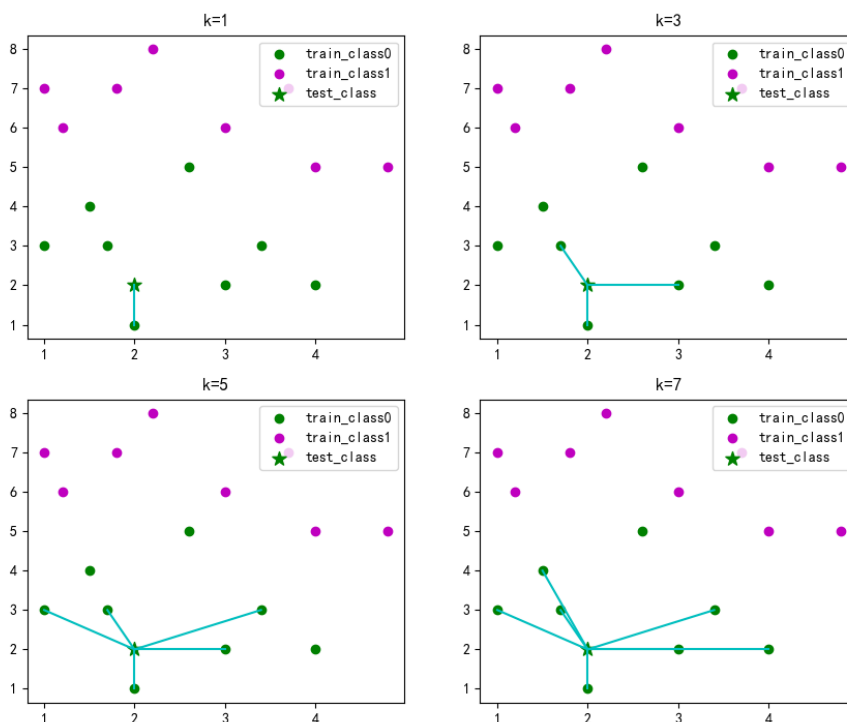 k=1
8
7
6
5
4
3
2
1
1 2 3 4
train_class0
train_class1
test_class
k=3
8
7
6
5
4
3
2
1
1 2 3 4
train_class0
train_class1
test_class
k=5
8
7
6
5
4
3
2
1
1 2 3 4
train_class0
train_class1
test_class
k=7
8
7
6
5
4
3
2
1
1 2 3 4
train_class0
train_class1
test_class